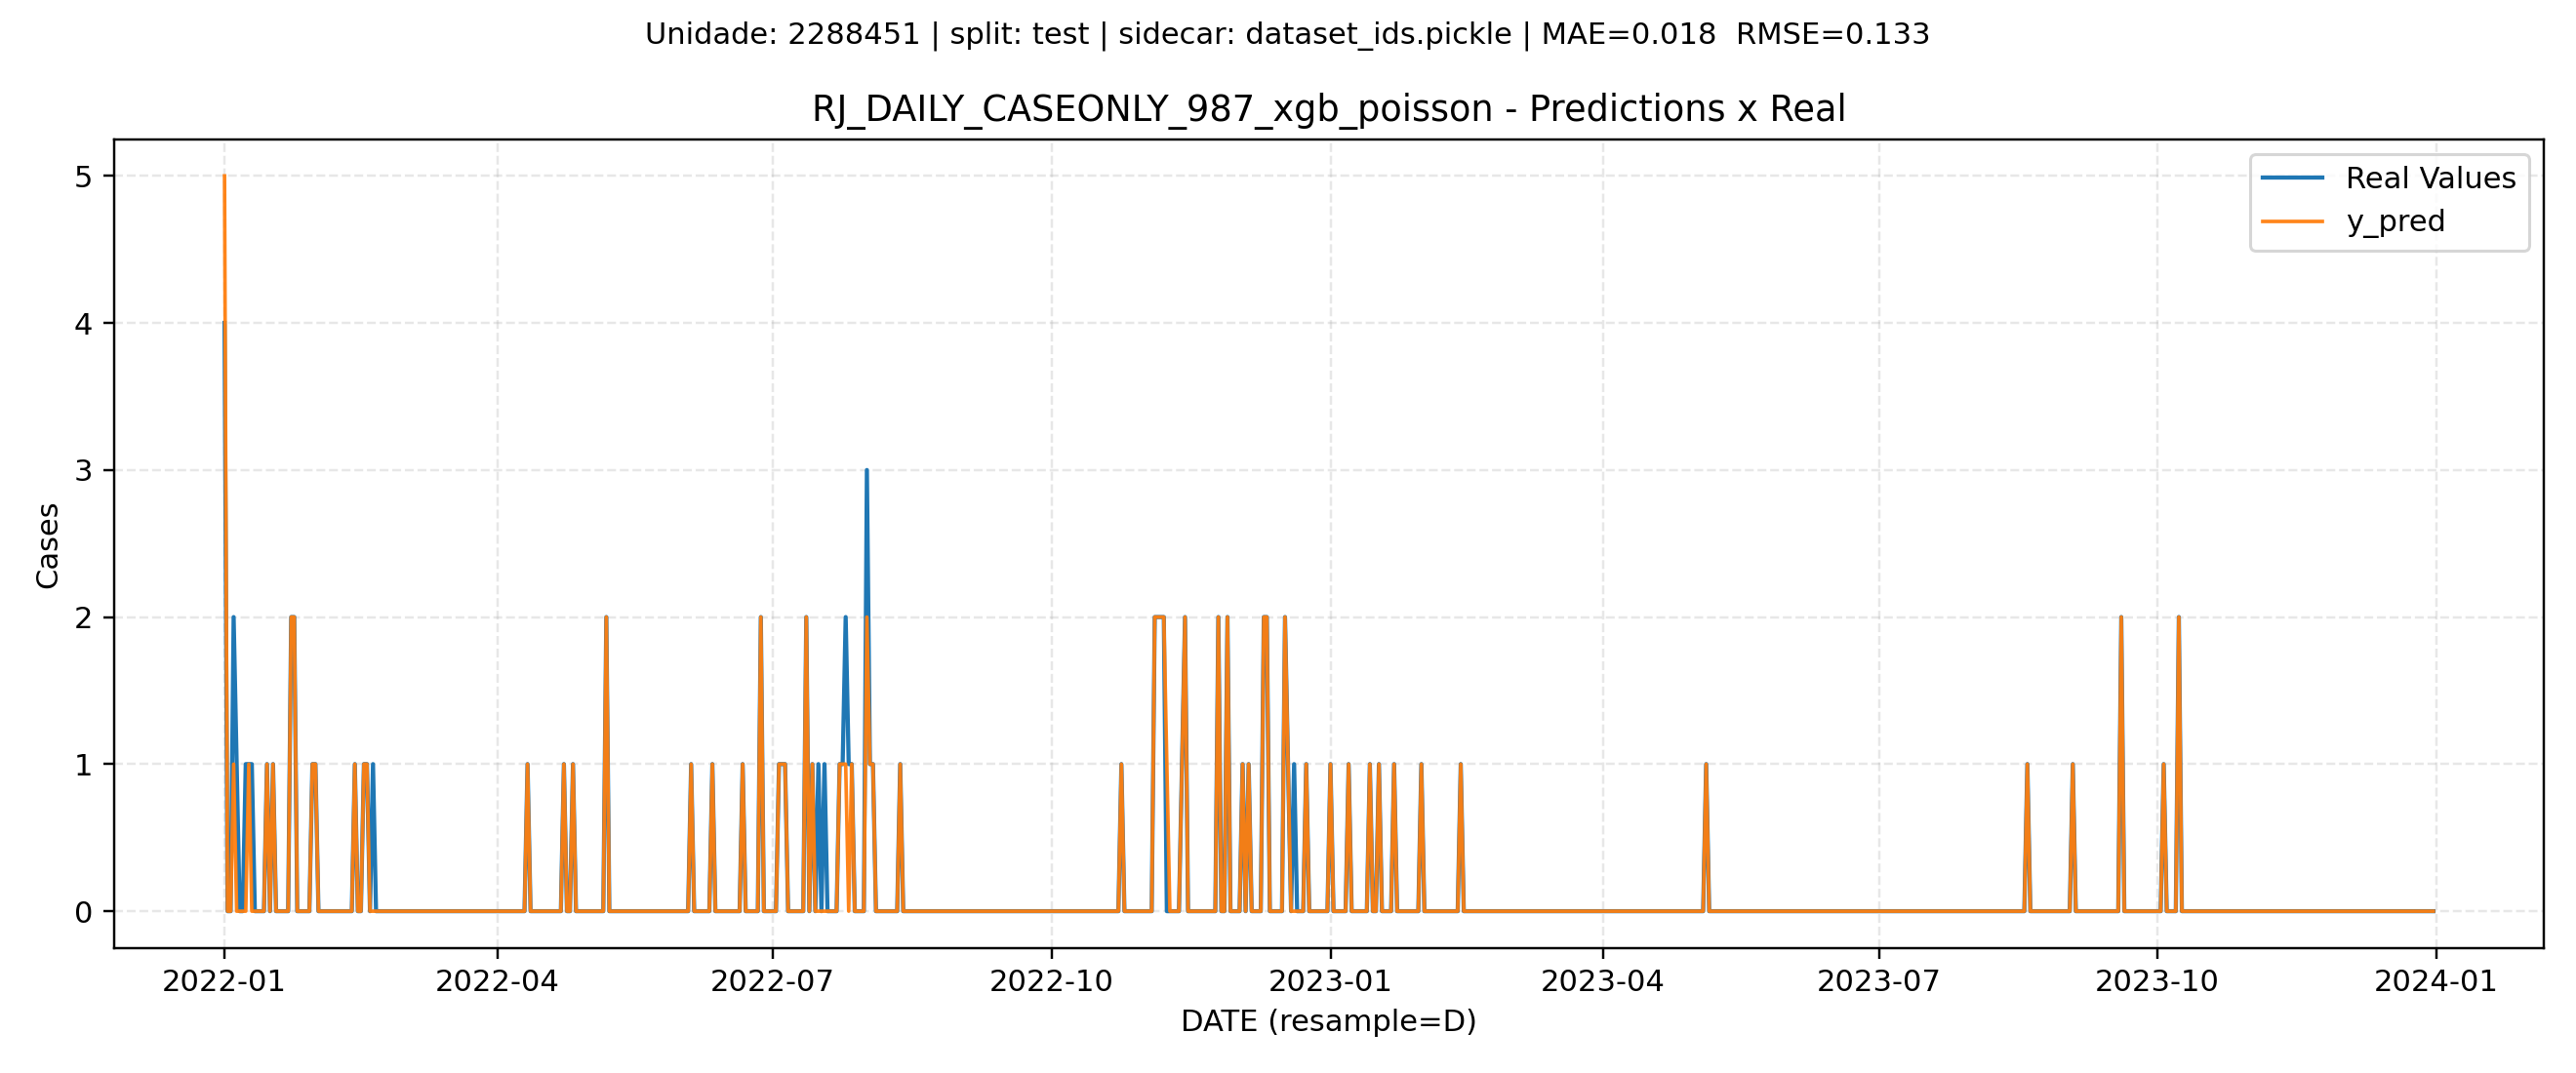 Unidade: 2288451 | split: test | sidecar: dataset_ids.pickle | MAE=0.018  RMSE=0.133
RJ_DAILY_CASEONLY_987_xgb_poisson - Predictions x Real
Real Values
y_pred
5
4
3
2
1
0
Cases
2022-01
2022-04
2022-07
2022-10
2023-01
2023-04
2023-07
2023-10
2024-01
DATE (resample=D)